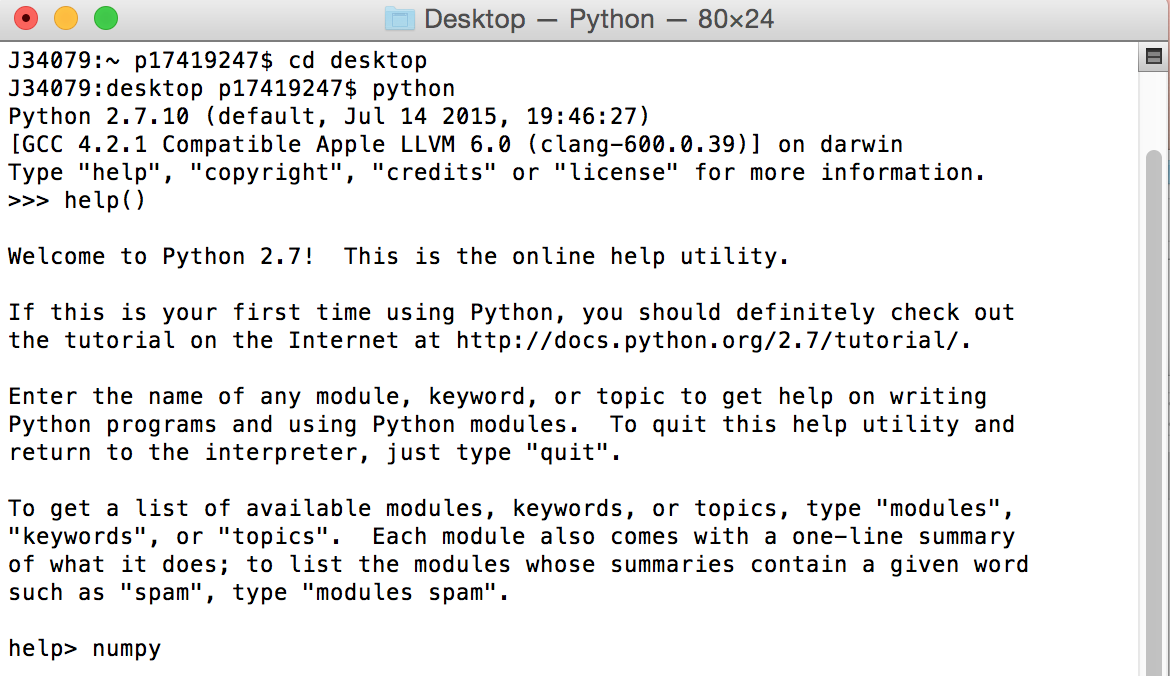 Desktop — Python — 80×24
J34079:~ p17419247$ cd desktop
J34079:desktop p17419247$ python
Python 2.7.10 (default, Jul 14 2015, 19:46:27)
[GCC 4.2.1 Compatible Apple LLVM 6.0 (clang-600.0.39)] on darwin
Type "help", "copyright", "credits" or "license" for more information.
>>> help()
Welcome to Python 2.7!  This is the online help utility.
If this is your first time using Python, you should definitely check out
the tutorial on the Internet at http://docs.python.org/2.7/tutorial/.
Enter the name of any module, keyword, or topic to get help on writing
Python programs and using Python modules.  To quit this help utility and
return to the interpreter, just type "quit".
To get a list of available modules, keywords, or topics, type "modules",
"keywords", or "topics".  Each module also comes with a one-line summary
of what it does; to list the modules whose summaries contain a given word
such as "spam", type "modules spam".
help> numpy